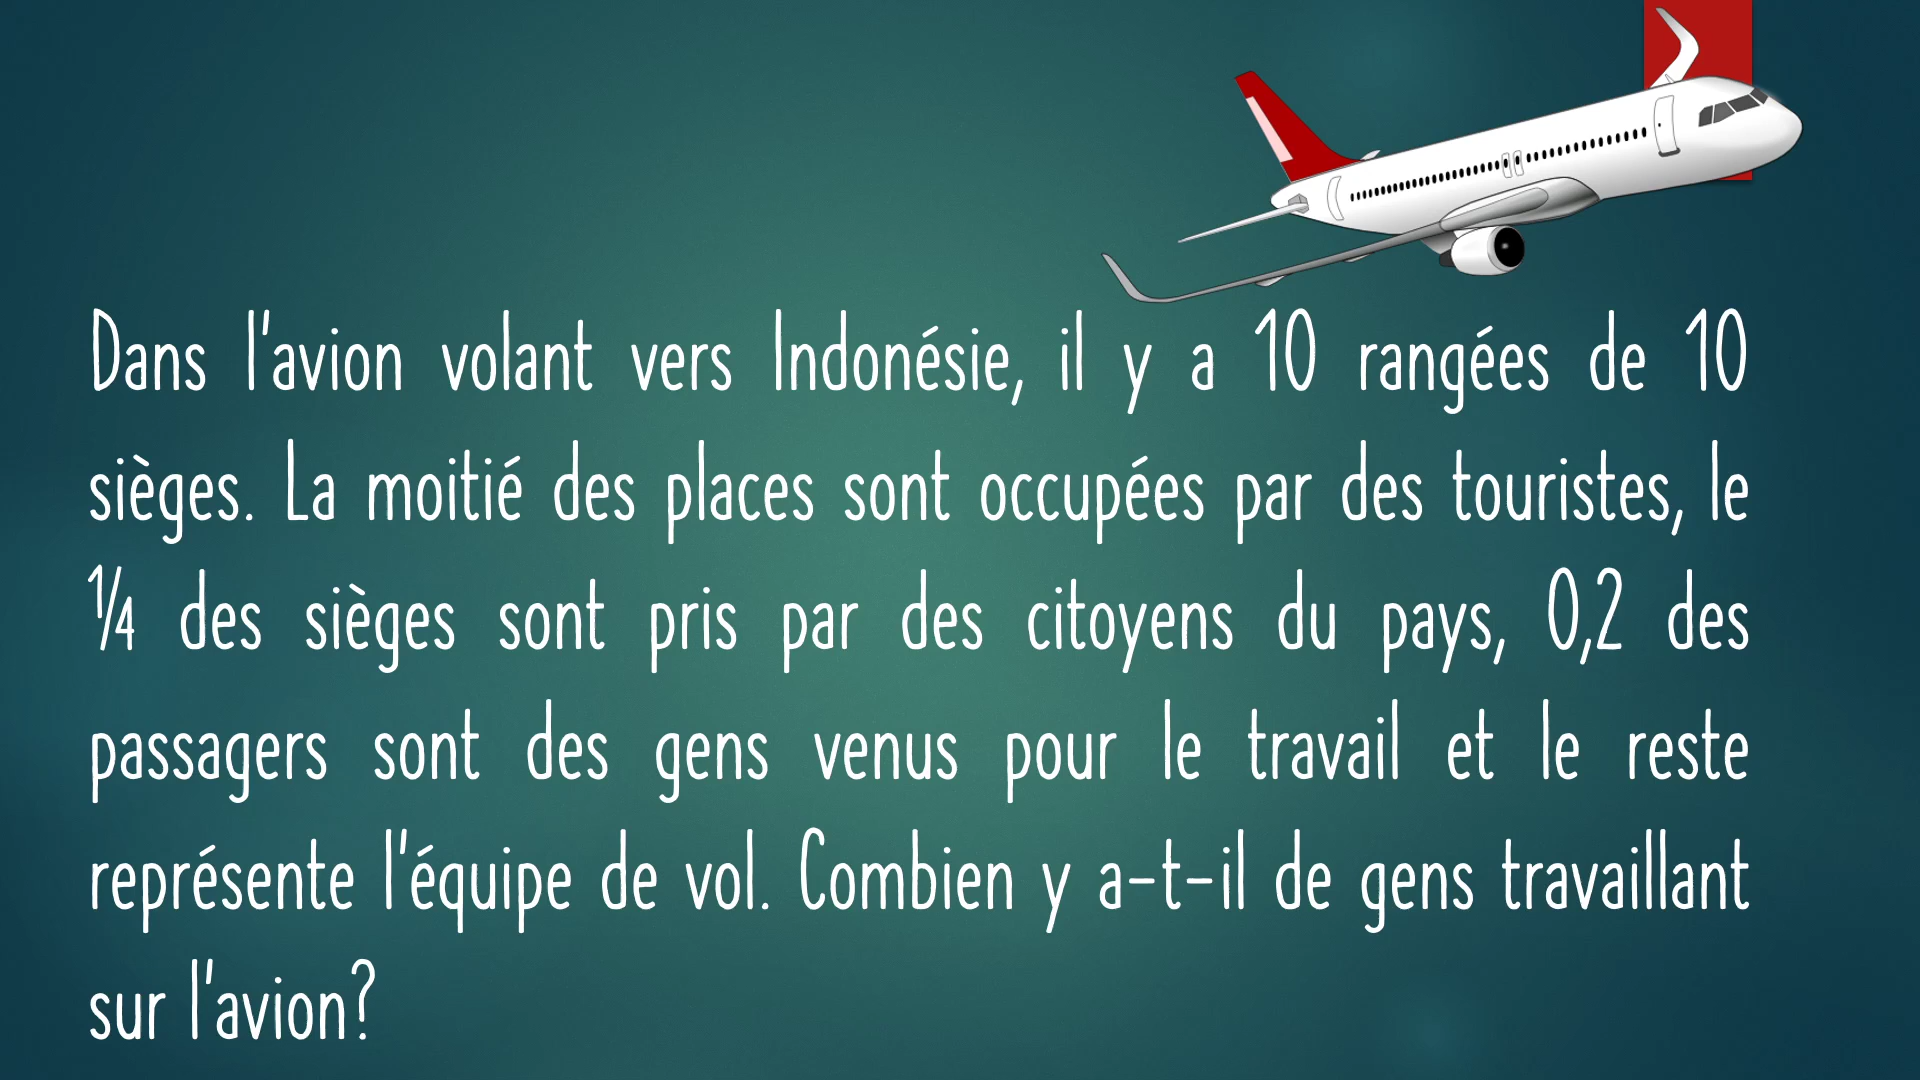 Dans l'avion volant vers Indonésie, il y a 10 rangées de 10
sièges. La moitié des places sont occupées par des touristes, le
¼ des sièges sont pris par des citoyens du pays, 0,2 des
passagers sont des gens venus pour le travail et le reste
représente l'équipe de vol. Combien y a-t-il de gens travaillant
sur l'avion?